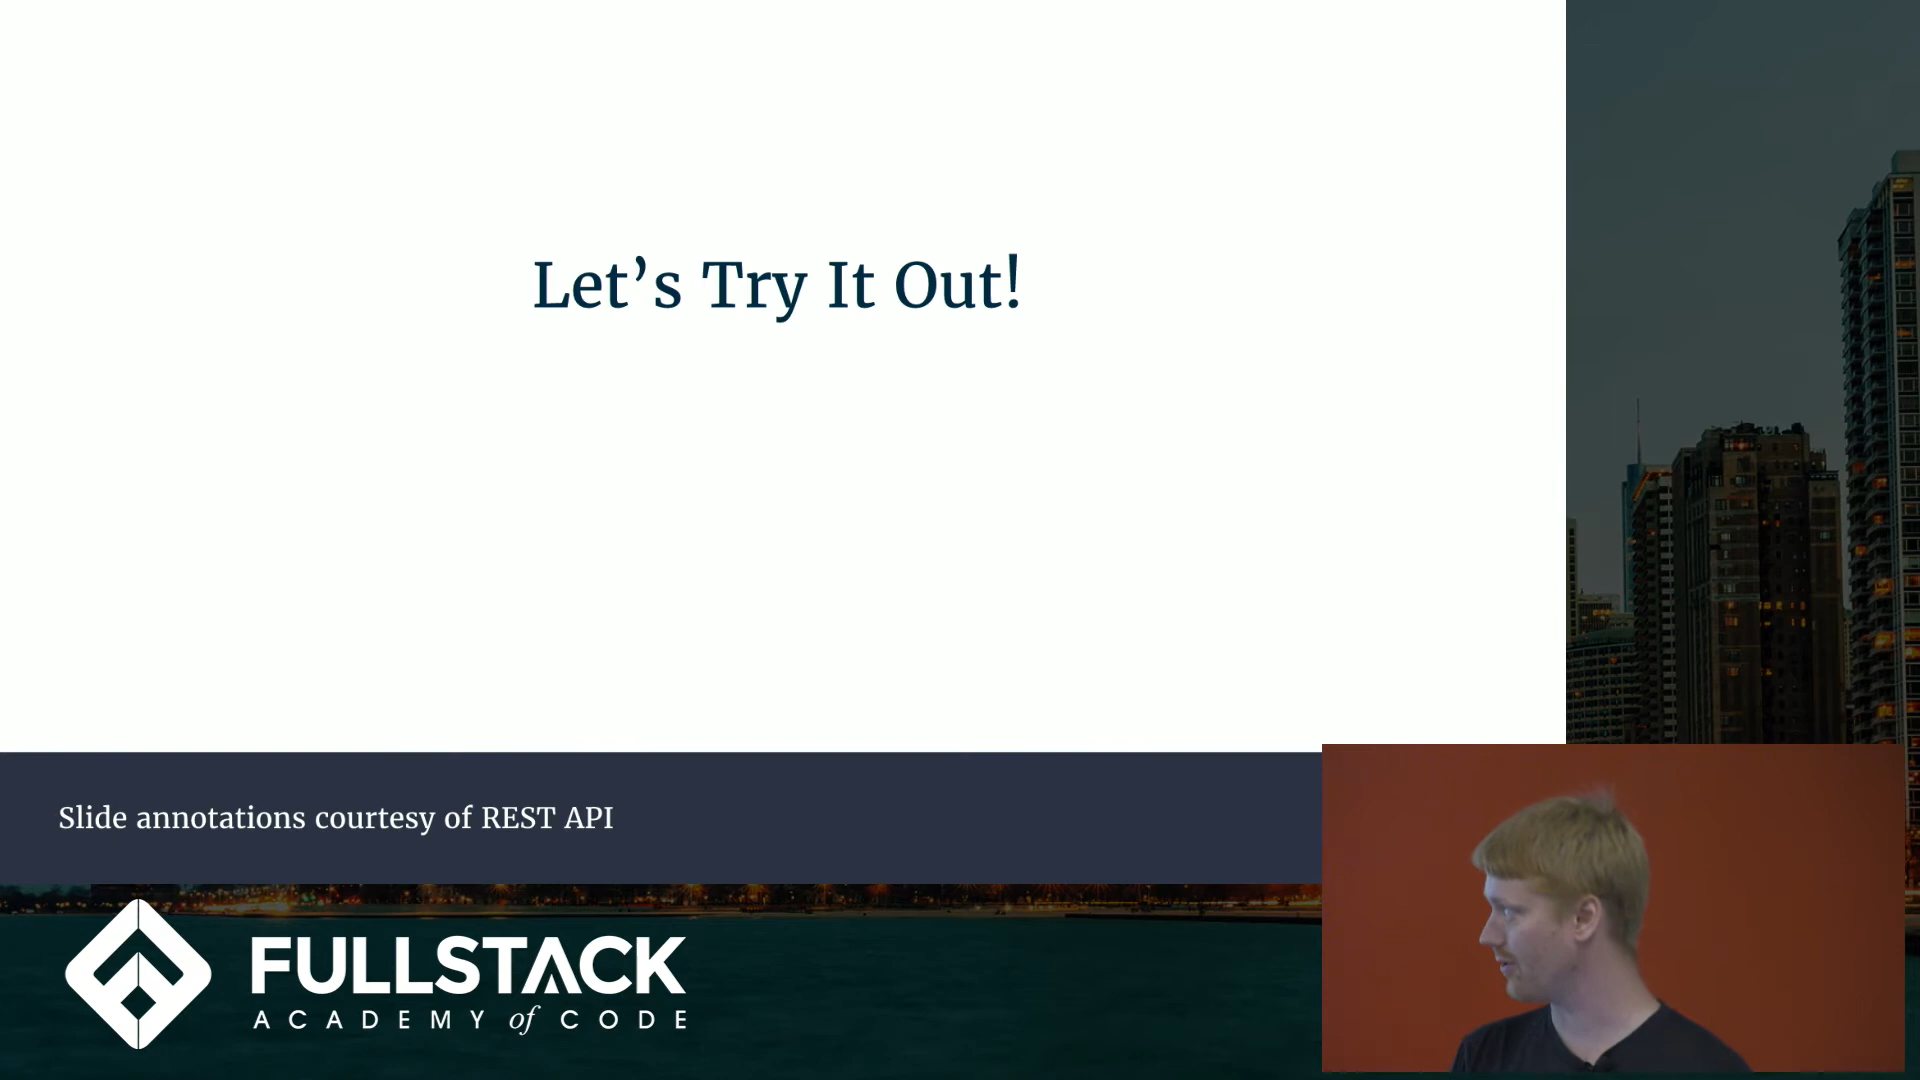 Let’s Try It Out!
Slide annotations courtesy of REST API
FULLSTACK
ACADEMY of CODE